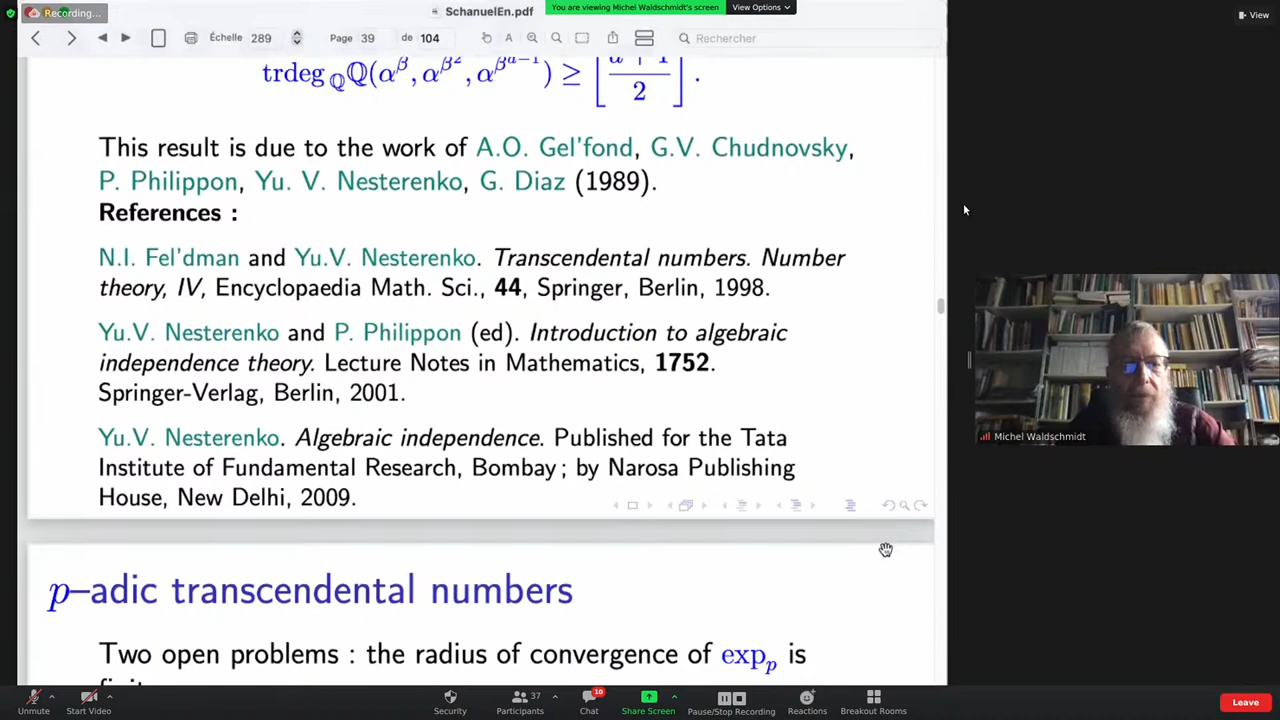 Recording...
SchanuelEn.pdf
You are viewing Michel Waldschmidt's screen
View Options
View
Échelle 289
Page 39 de 104
Rechercher
trdeg_ℚ ℚ(α^β, α^{β^2}, α^{β^{d−1}}) ≥ ⌊(d + 1)/2⌋.
This result is due to the work of A.O. Gel'fond, G.V. Chudnovsky,
P. Philippon, Yu. V. Nesterenko, G. Diaz (1989).
References :
N.I. Fel'dman and Yu.V. Nesterenko. Transcendental numbers. Number
theory, IV, Encyclopaedia Math. Sci., 44, Springer, Berlin, 1998.
Yu.V. Nesterenko and P. Philippon (ed). Introduction to algebraic
independence theory. Lecture Notes in Mathematics, 1752.
Springer-Verlag, Berlin, 2001.
Yu.V. Nesterenko. Algebraic independence. Published for the Tata
Institute of Fundamental Research, Bombay ; by Narosa Publishing
House, New Delhi, 2009.
p–adic transcendental numbers
Two open problems : the radius of convergence of exp_p is
Michel Waldschmidt
Unmute
Start Video
Security
Participants 37
Chat 10
Share Screen
Pause/Stop Recording
Reactions
Breakout Rooms
Leave